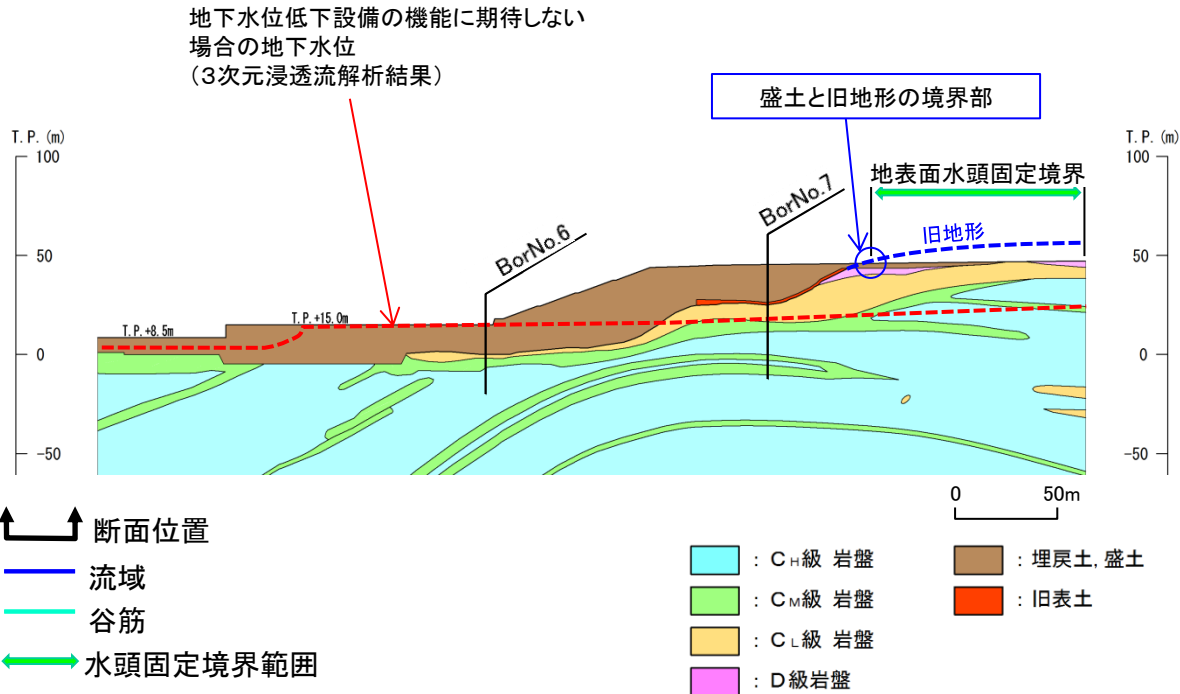 地下水位低下設備の機能に期待しない
場合の地下水位
（３次元浸透流解析結果）
盛土と旧地形の境界部
T.P.(m)
100
50
0
-50
T.P.(m)
100
50
0
-50
地表面水頭固定境界
BorNo.7
BorNo.6
旧地形
T.P.+15.0m
T.P.+8.5m
0 50m
断面位置
流域
谷筋
水頭固定境界範囲
：CH級 岩盤
：CM級 岩盤
：CL級 岩盤
：D級岩盤
：埋戻土, 盛土
：旧表土